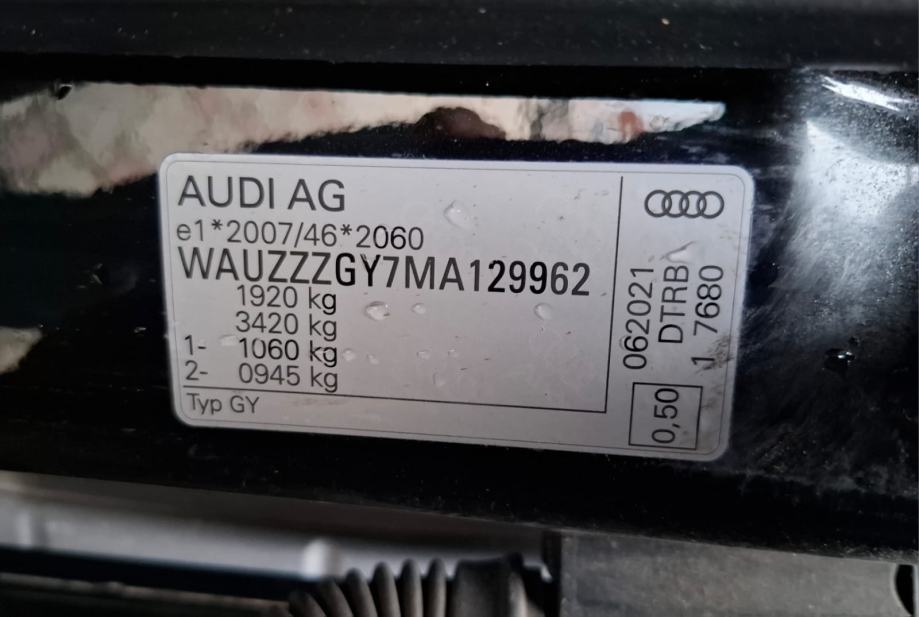 AUDI AG
e1*2007/46*2060
WAUZZZGY7MA129962
1920 kg
3420 kg
1- 1060 kg
2- 0945 kg
Typ GY
062021
DTRBA
1 7680
0,50